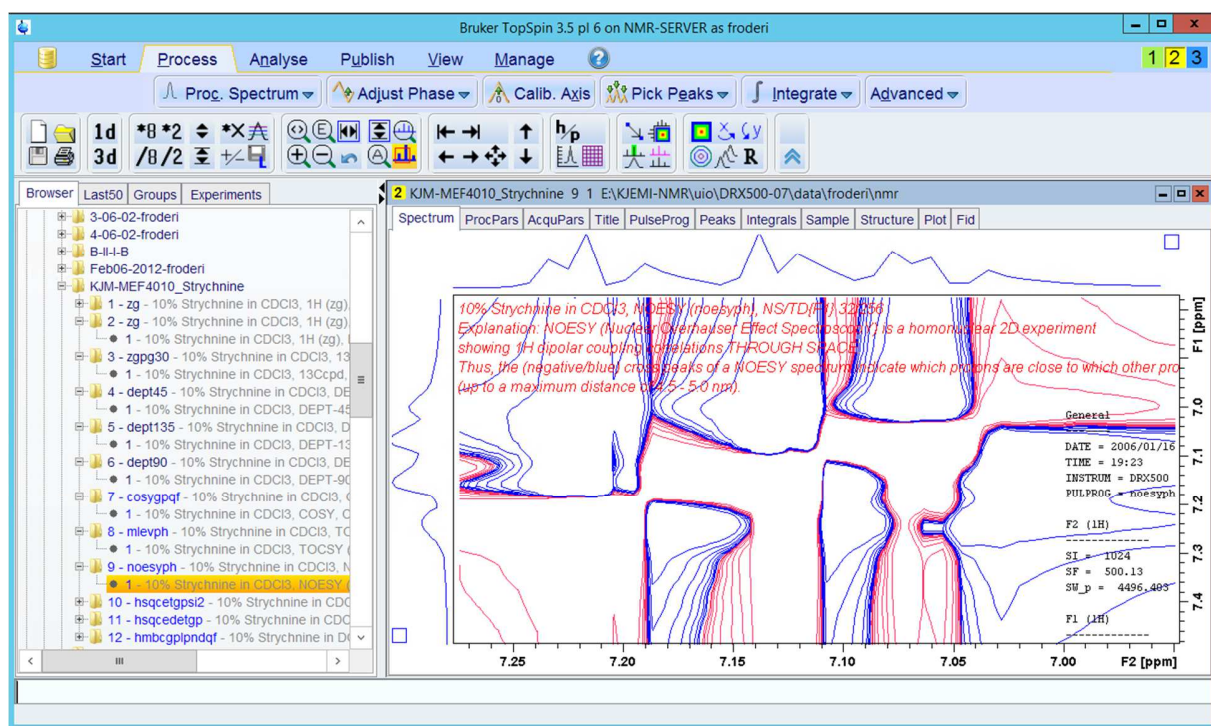 Bruker TopSpin 3.5 pl 6 on NMR-SERVER as froderi
Start Process Analyse Publish View Manage ? 1 2 3
Proc. Spectrum Adjust Phase Calib. Axis Pick Peaks Integrate Advanced
1d *8 *2 *X E h/p y
3d /8 /2 +/- L A R
Browser Last50 Groups Experiments
3-06-02-froderi
4-06-02-froderi
B-II-I-B
Feb06-2012-froderi
KJM-MEF4010_Strychnine
1 - zg - 10% Strychnine in CDCl3, 1H (zg),
2 - zg - 10% Strychnine in CDCl3, 1H (zg),
1 - 10% Strychnine in CDCl3, 1H (zg),
3 - zgpg30 - 10% Strychnine in CDCl3, 13
1 - 10% Strychnine in CDCl3, 13Ccpd,
4 - dept45 - 10% Strychnine in CDCl3, DE
1 - 10% Strychnine in CDCl3, DEPT-45
5 - dept135 - 10% Strychnine in CDCl3, D
1 - 10% Strychnine in CDCl3, DEPT-13
6 - dept90 - 10% Strychnine in CDCl3, DE
1 - 10% Strychnine in CDCl3, DEPT-90
7 - cosygpqf - 10% Strychnine in CDCl3, C
1 - 10% Strychnine in CDCl3, COSY, C
8 - mlevph - 10% Strychnine in CDCl3, TC
1 - 10% Strychnine in CDCl3, TOCSY (
9 - noesyph - 10% Strychnine in CDCl3, N
1 - 10% Strychnine in CDCl3, NOESY (
10 - hsqcetgpsi2 - 10% Strychnine in CDC
11 - hsqcedetgp - 10% Strychnine in CDC
12 - hmbcgplpndqf - 10% Strychnine in D
2 KJM-MEF4010_Strychnine 9 1 E:\KJEMI-NMR\uio\DRX500-07\data\froderi\nmr
Spectrum ProcPars AcquPars Title PulseProg Peaks Integrals Sample Structure Plot Fid
10% Strychnine in CDCl3, NOESY (noesyph), NS/TD{F1} 32/256
Explanation: NOESY (Nuclear Overhauser Effect Spectroscopy) is a homonuclear 2D experiment
showing 1H dipolar coupling correlations THROUGH SPACE
Thus, the (negative/blue) cross peaks of a NOESY spectrum indicate which protons are close to which other pro
(up to a maximum distance of 4.5 - 5.0 nm).
General
DATE = 2006/01/16
TIME = 19:23
INSTRUM = DRX500
PULPROG = noesyph
F2 (1H)
SI = 1024
SF = 500.13
SW_p = 4496.403
F1 (1H)
F1 [ppm]
7.0
7.1
7.2
7.3
7.4
7.25 7.20 7.15 7.10 7.05 7.00 F2 [ppm]